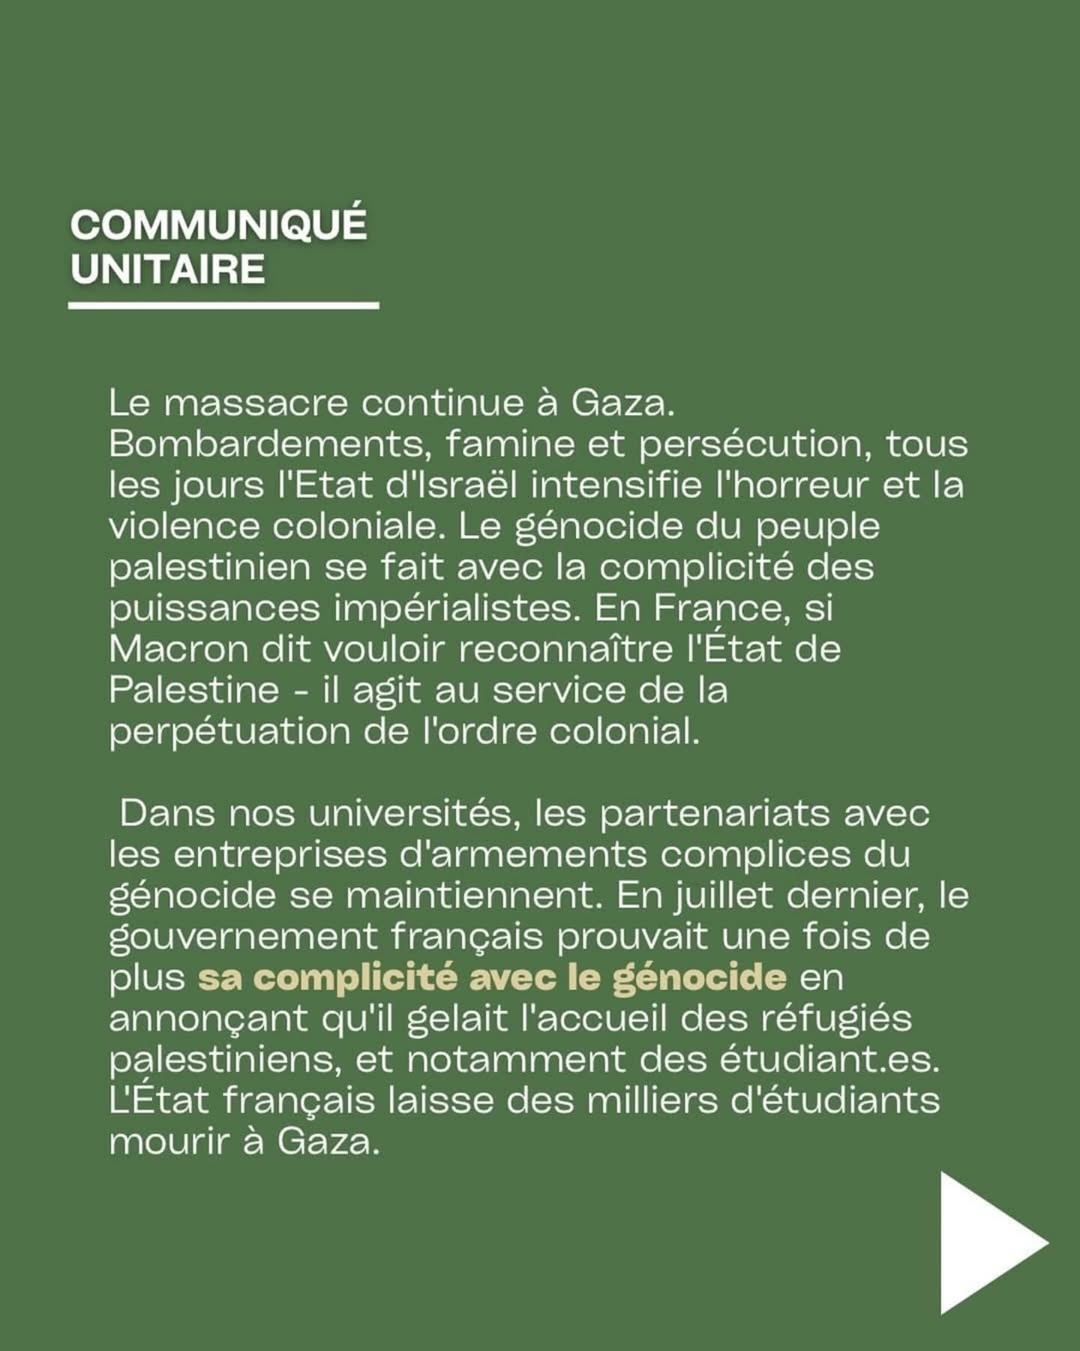 COMMUNIQUÉ
UNITAIRE
Le massacre continue à Gaza.
Bombardements, famine et persécution, tous
les jours l'Etat d'Israël intensifie l'horreur et la
violence coloniale. Le génocide du peuple
palestinien se fait avec la complicité des
puissances impérialistes. En France, si
Macron dit vouloir reconnaître l'État de
Palestine - il agit au service de la
perpétuation de l'ordre colonial.
Dans nos universités, les partenariats avec
les entreprises d'armements complices du
génocide se maintiennent. En juillet dernier, le
gouvernement français prouvait une fois de
plus sa complicité avec le génocide en
annonçant qu'il gelait l'accueil des réfugiés
palestiniens, et notamment des étudiant.es.
L'État français laisse des milliers d'étudiants
mourir à Gaza.